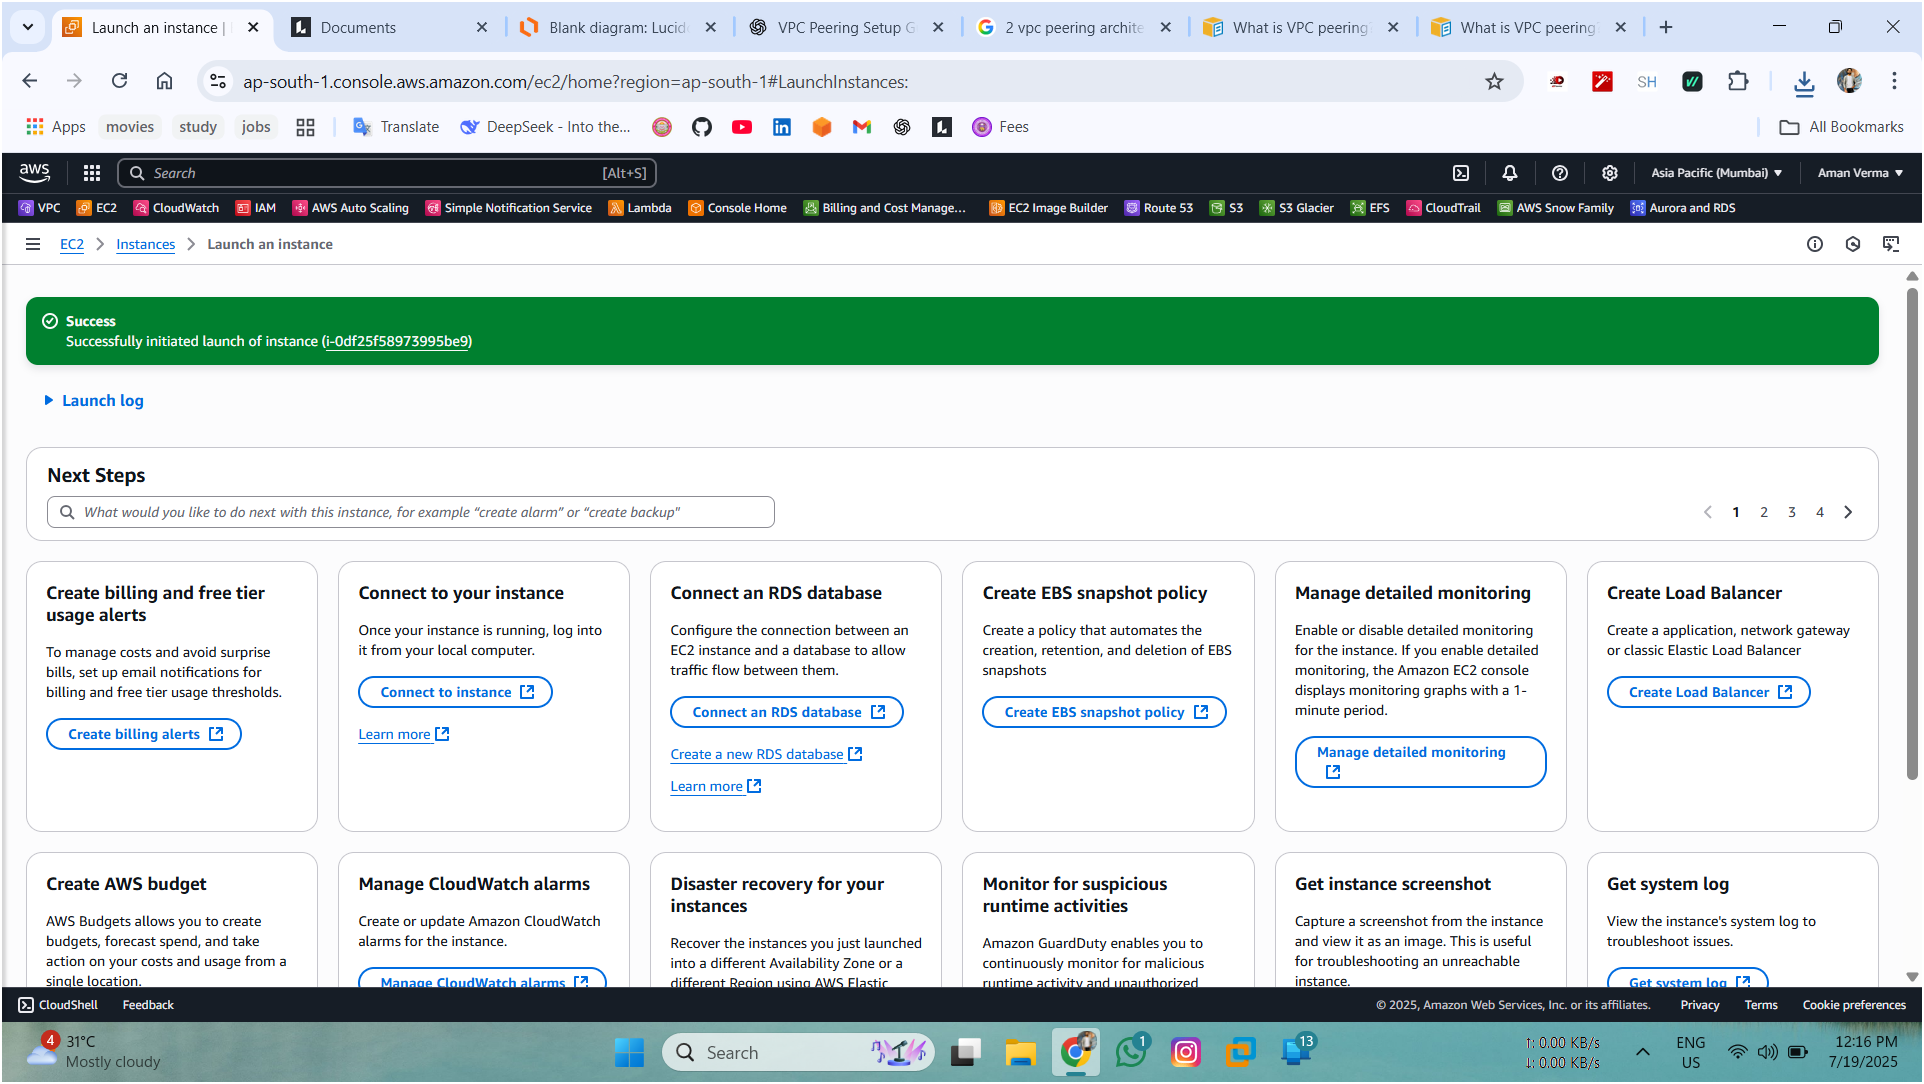 Launch an instance |
Documents
Blank diagram: Lucid
VPC Peering Setup G
2 vpc peering archite
What is VPC peering
What is VPC peering
ap-south-1.console.aws.amazon.com/ec2/home?region=ap-south-1#LaunchInstances:
SH
Apps
movies
study
jobs
Translate
DeepSeek - Into the...
Fees
All Bookmarks
aws
Search
[Alt+S]
Asia Pacific (Mumbai)
Aman Verma
VPC
EC2
CloudWatch
IAM
AWS Auto Scaling
Simple Notification Service
Lambda
Console Home
Billing and Cost Manage...
EC2 Image Builder
Route 53
S3
S3 Glacier
EFS
CloudTrail
AWS Snow Family
Aurora and RDS
EC2
Instances
Launch an instance
Success
Successfully initiated launch of instance (i-0df25f58973995be9)
Launch log
Next Steps
What would you like to do next with this instance, for example "create alarm" or "create backup"
1 2 3 4
Create billing and free tier
usage alerts
To manage costs and avoid surprise
bills, set up email notifications for
billing and free tier usage thresholds.
Create billing alerts
Connect to your instance
Once your instance is running, log into
it from your local computer.
Connect to instance
Learn more
Connect an RDS database
Configure the connection between an
EC2 instance and a database to allow
traffic flow between them.
Connect an RDS database
Create a new RDS database
Learn more
Create EBS snapshot policy
Create a policy that automates the
creation, retention, and deletion of EBS
snapshots
Create EBS snapshot policy
Manage detailed monitoring
Enable or disable detailed monitoring
for the instance. If you enable detailed
monitoring, the Amazon EC2 console
displays monitoring graphs with a 1-
minute period.
Manage detailed monitoring
Create Load Balancer
Create a application, network gateway
or classic Elastic Load Balancer
Create Load Balancer
Create AWS budget
AWS Budgets allows you to create
budgets, forecast spend, and take
action on your costs and usage from a
single location.
Manage CloudWatch alarms
Create or update Amazon CloudWatch
alarms for the instance.
Manage CloudWatch alarms
Disaster recovery for your
instances
Recover the instances you just launched
into a different Availability Zone or a
different Region using AWS Elastic
Monitor for suspicious
runtime activities
Amazon GuardDuty enables you to
continuously monitor for malicious
runtime activity and unauthorized
Get instance screenshot
Capture a screenshot from the instance
and view it as an image. This is useful
for troubleshooting an unreachable
instance.
Get system log
View the instance's system log to
troubleshoot issues.
Get system log
CloudShell
Feedback
© 2025, Amazon Web Services, Inc. or its affiliates.
Privacy
Terms
Cookie preferences
4
31°C
Mostly cloudy
Search
1
13
↑: 0.00 KB/s
↓: 0.00 KB/s
ENG
US
12:16 PM
7/19/2025